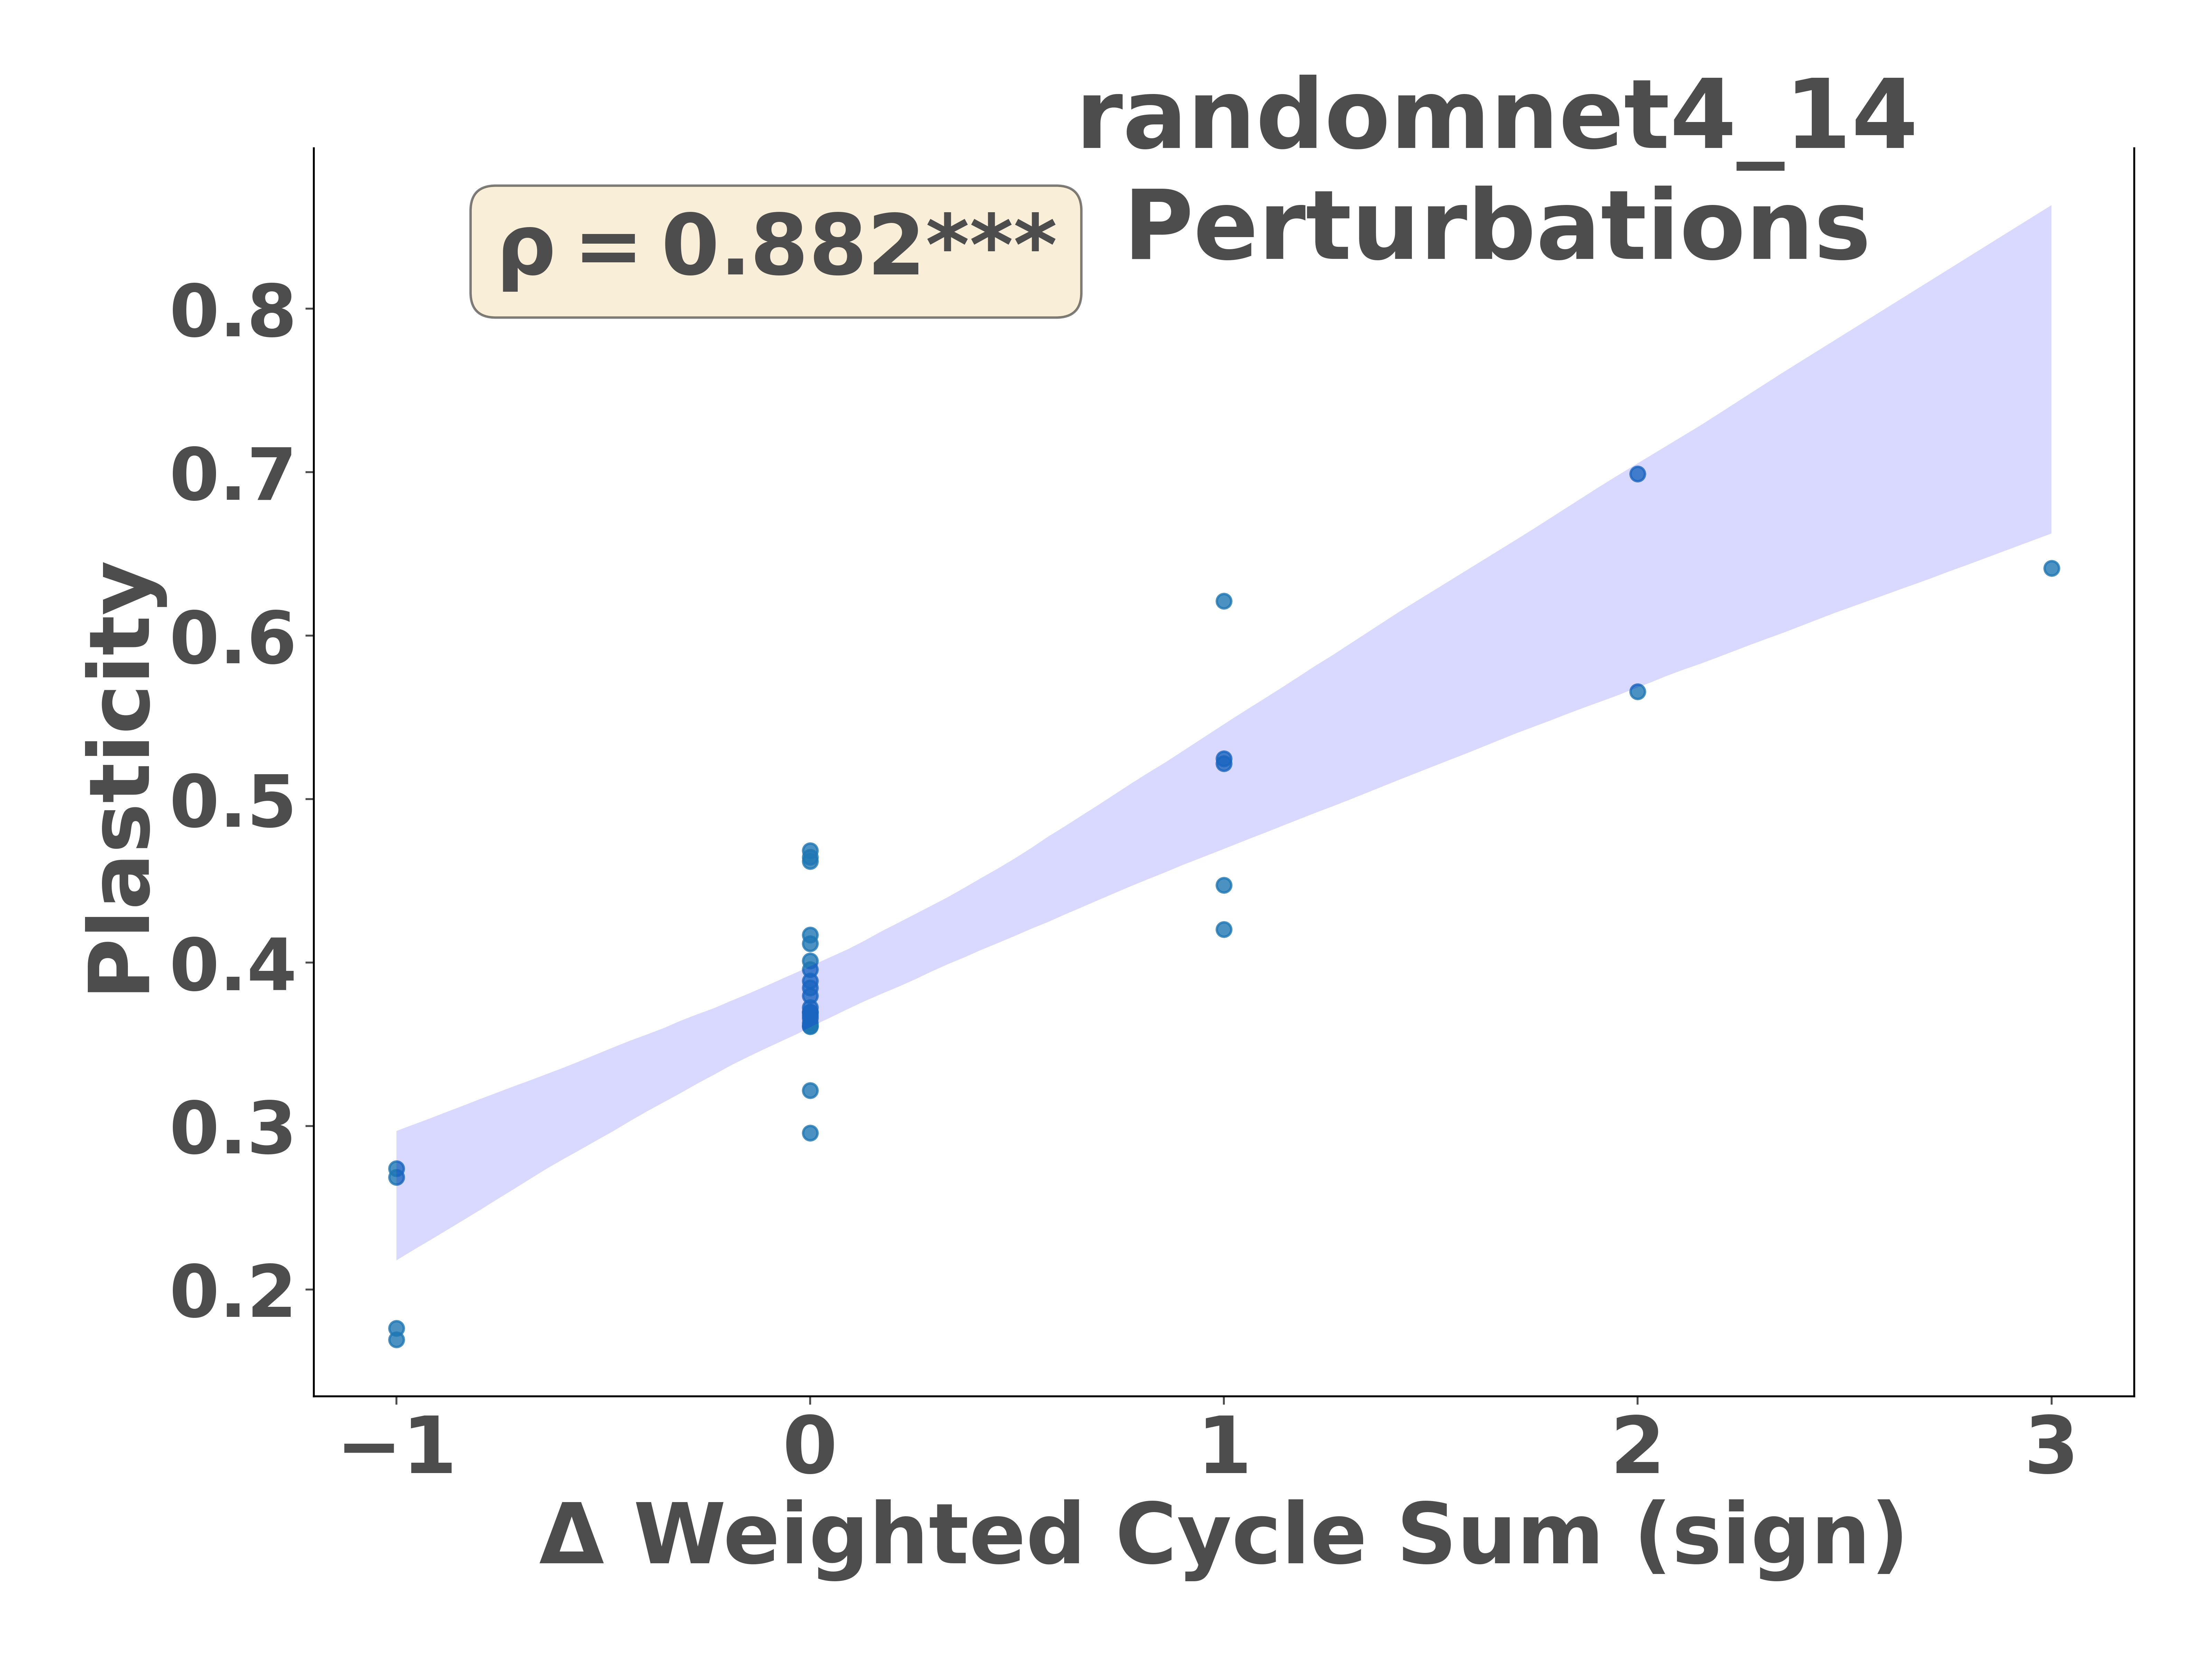 randomnet4_14
Perturbations
ρ = 0.882***
Plasticity
0.8
0.7
0.6
0.5
0.4
0.3
0.2
−1 0 1 2 3
Δ Weighted Cycle Sum (sign)